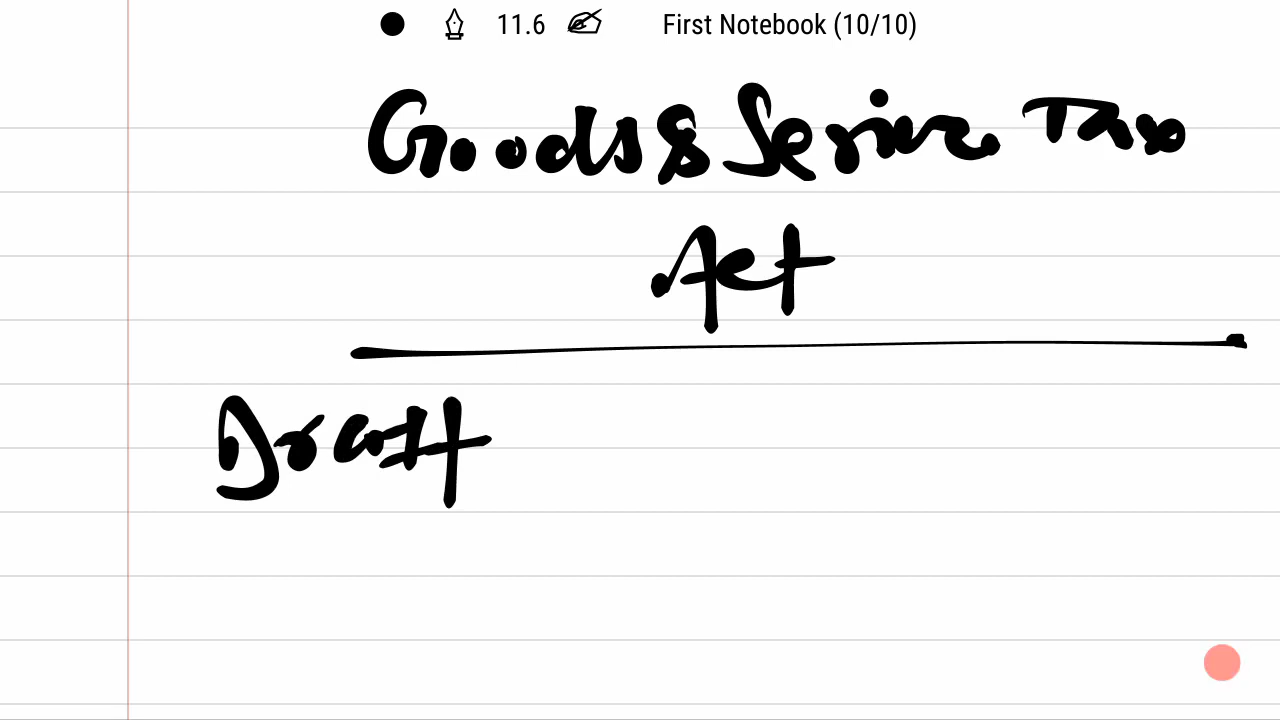 11.6 First Notebook (10/10)
Goods & Service Tax
Act
Draft